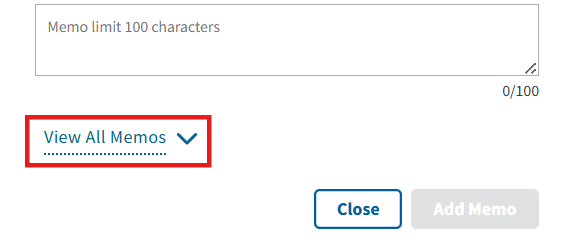 Memo limit 100 characters
0/100
View All Memos
Close Add Memo